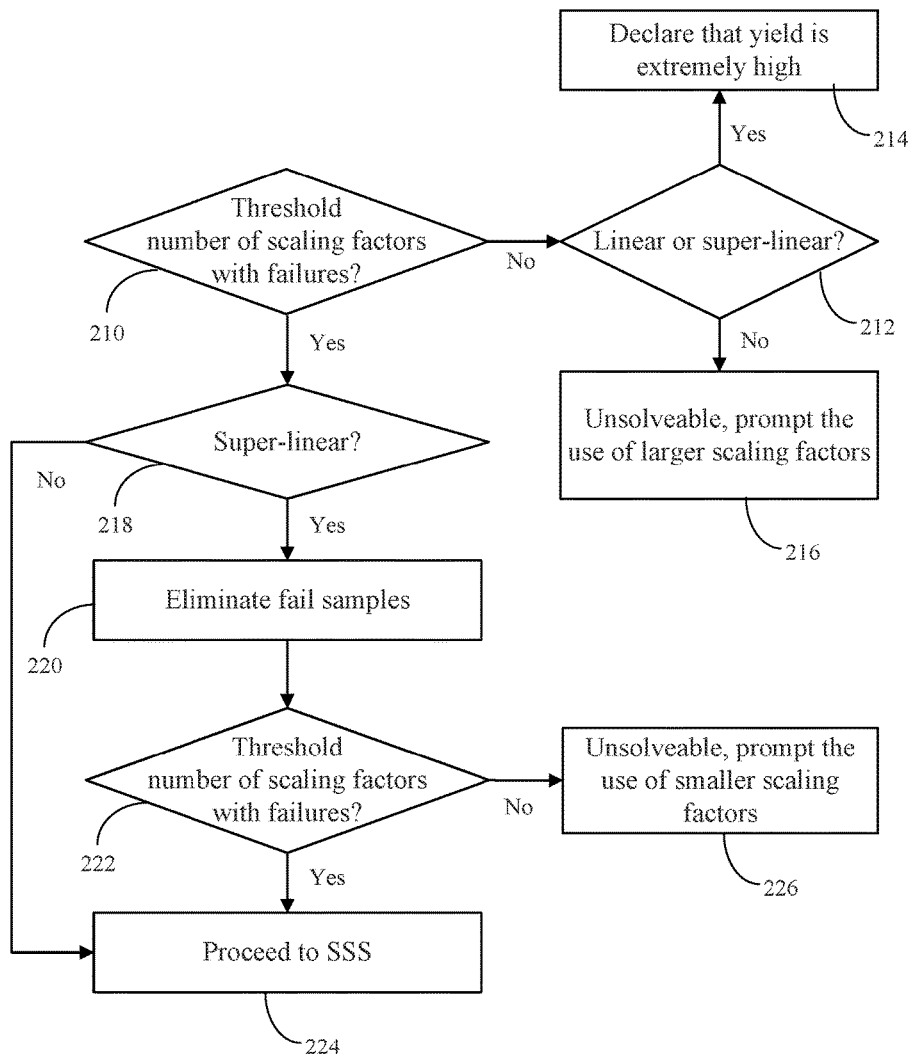 Declare that yield is
extremely high
214
Yes
Threshold
number of scaling factors
with failures?
210
No
Linear or super-linear?
212
Yes
No
Unsolveable, prompt the
use of larger scaling factors
216
Super-linear?
218
No
Yes
Eliminate fail samples
220
Threshold
number of scaling factors
with failures?
222
No
Unsolveable, prompt the
use of smaller scaling
factors
226
Yes
Proceed to SSS
224